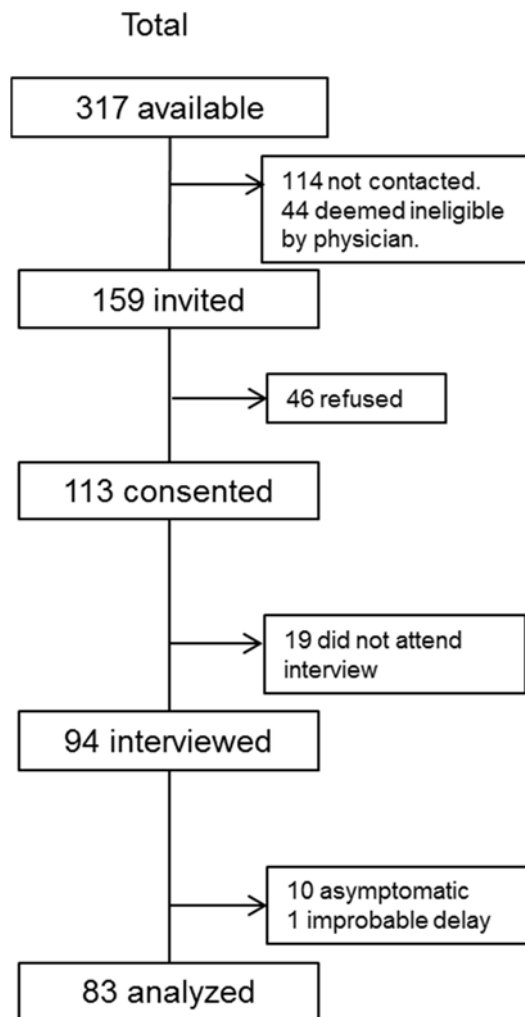 Total
317 available
114 not contacted.
44 deemed ineligible
by physician.
159 invited
46 refused
113 consented
19 did not attend
interview
94 interviewed
10 asymptomatic
1 improbable delay
83 analyzed